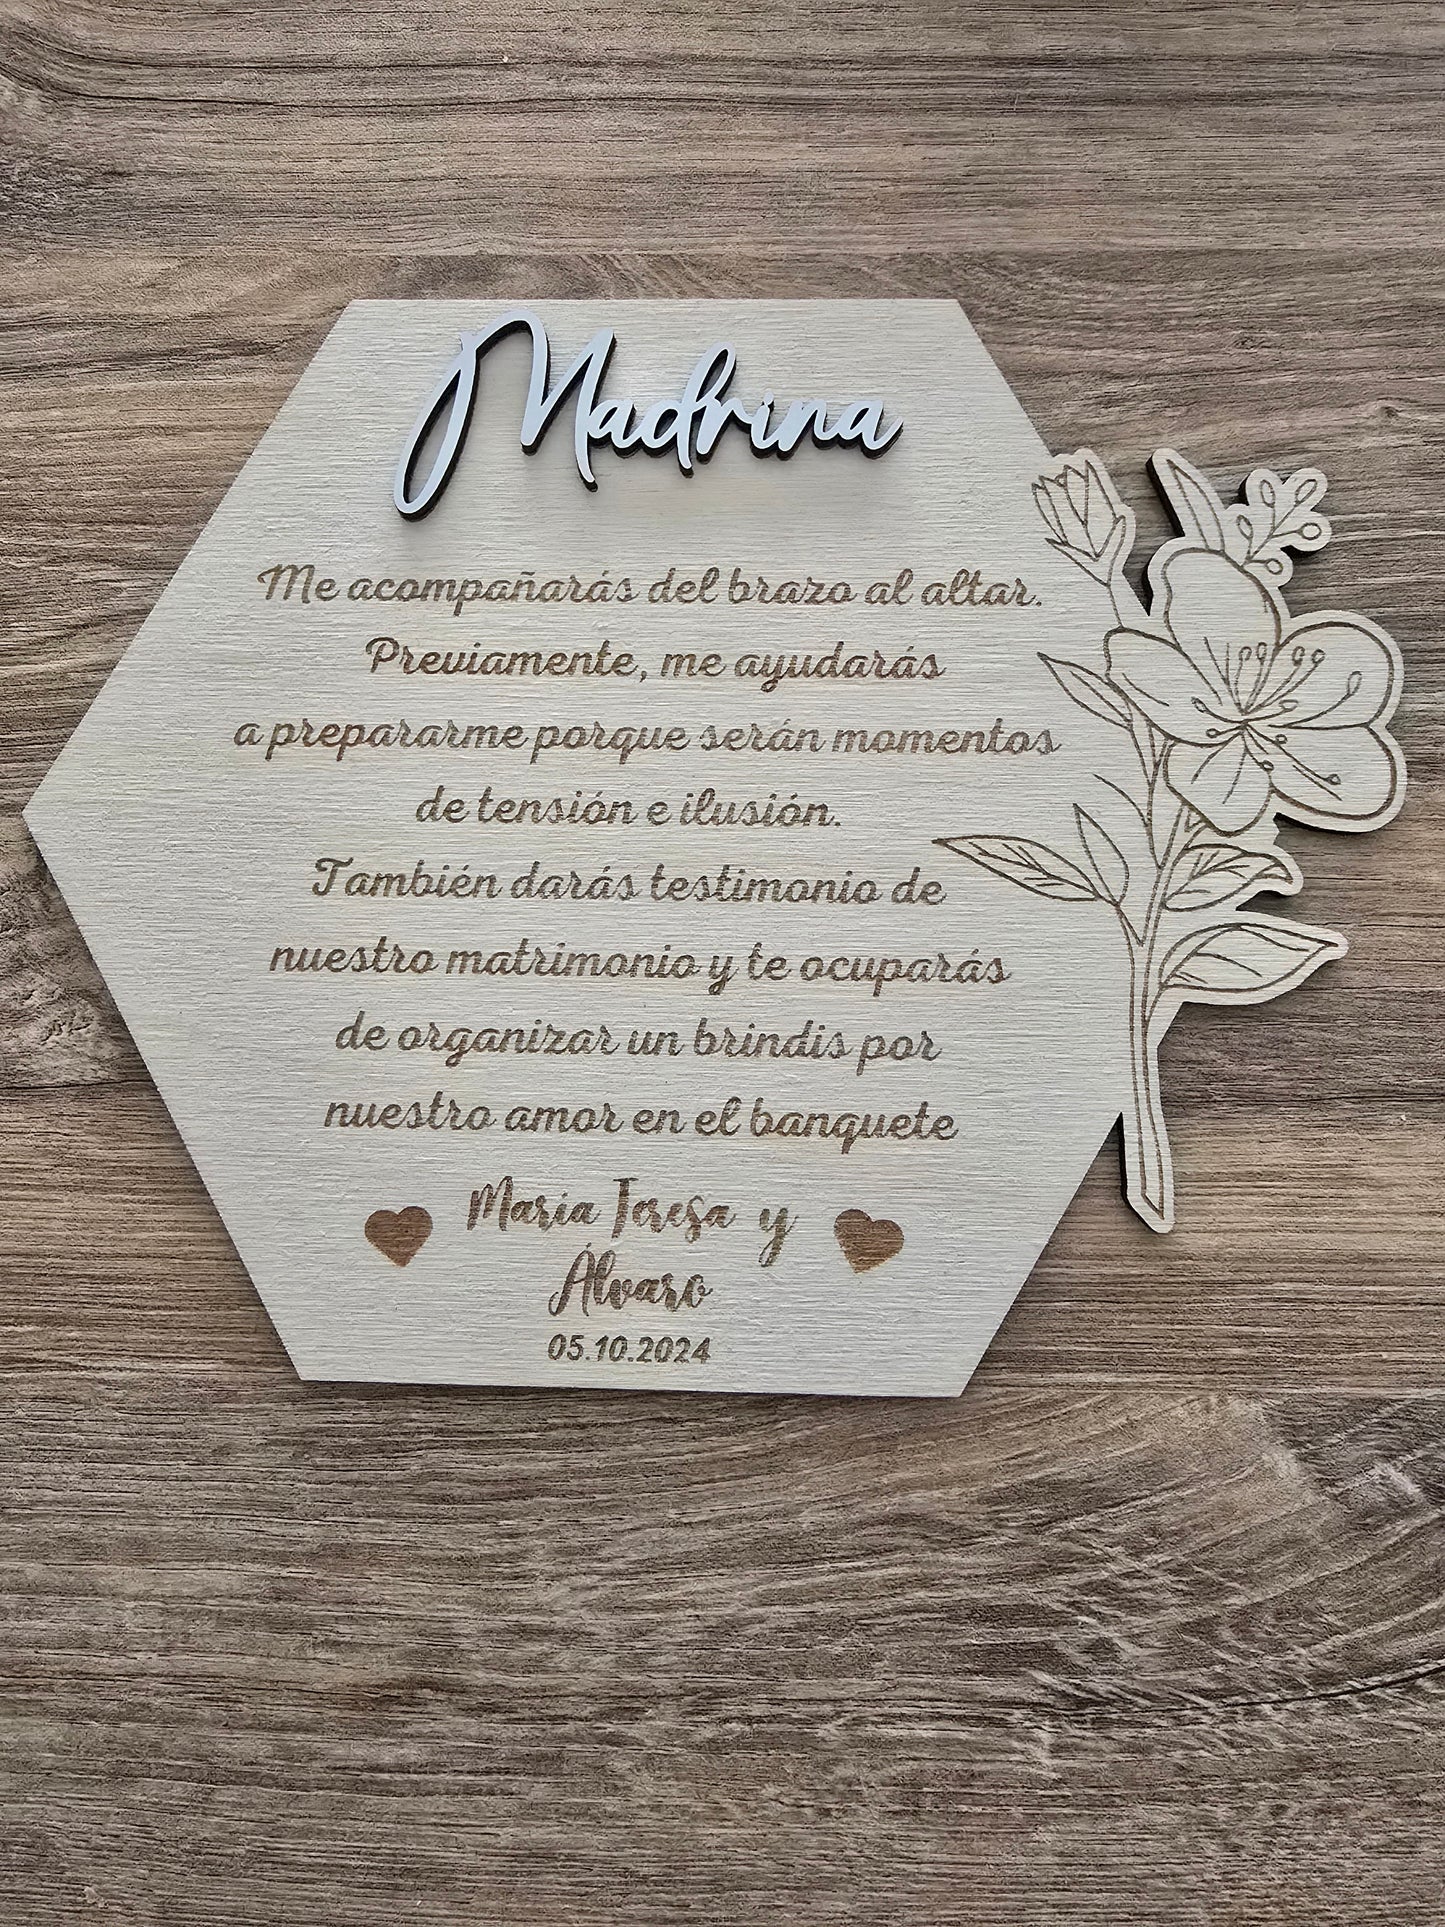 Madrina
Me acompañarás del brazo al altar.
Previamente, me ayudarás
a prepararme porque serán momentos
de tensión e ilusión.
También darás testimonio de
nuestro matrimonio y te ocuparás
de organizar un brindis por
nuestro amor en el banquete
María Teresa y
Álvaro
05.10.2024